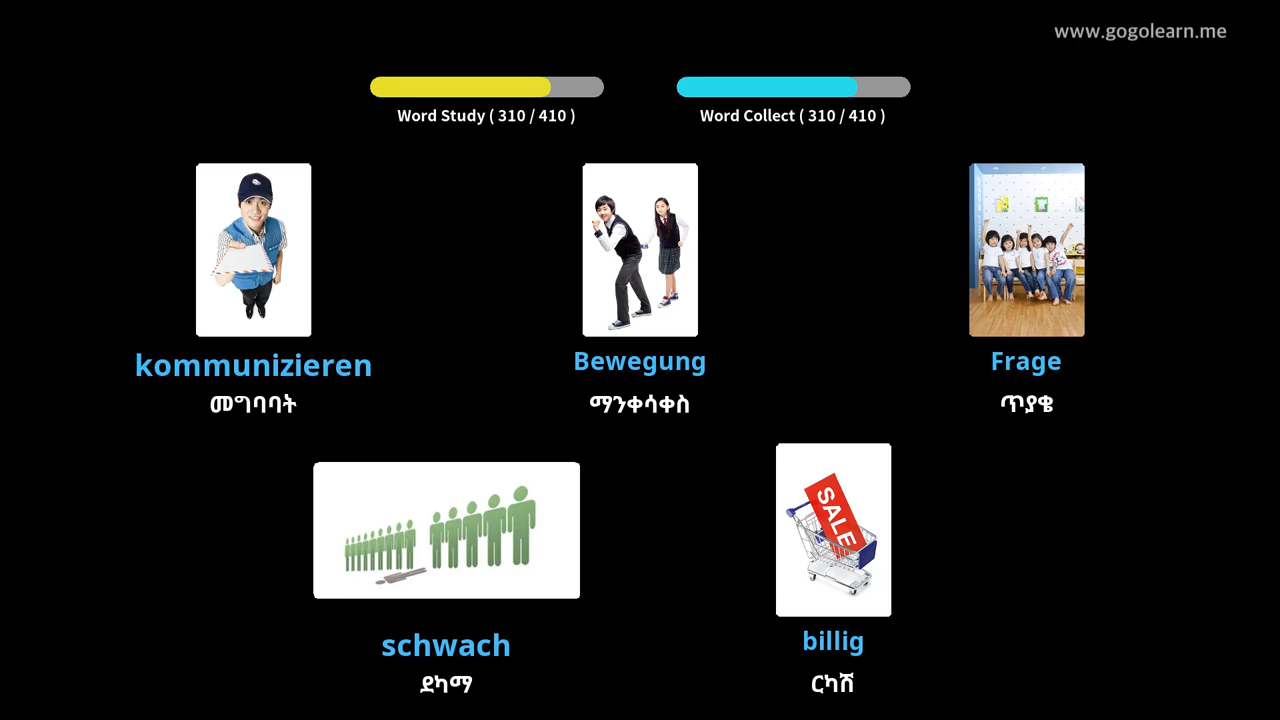 www.gogolearn.me
Word Study ( 310 / 410 )
Word Collect ( 310 / 410 )
kommunizieren
መግባባት
Bewegung
ማንቀሳቀስ
Frage
ጥያቄ
SALE
schwach
ደካማ
billig
ርካሽ